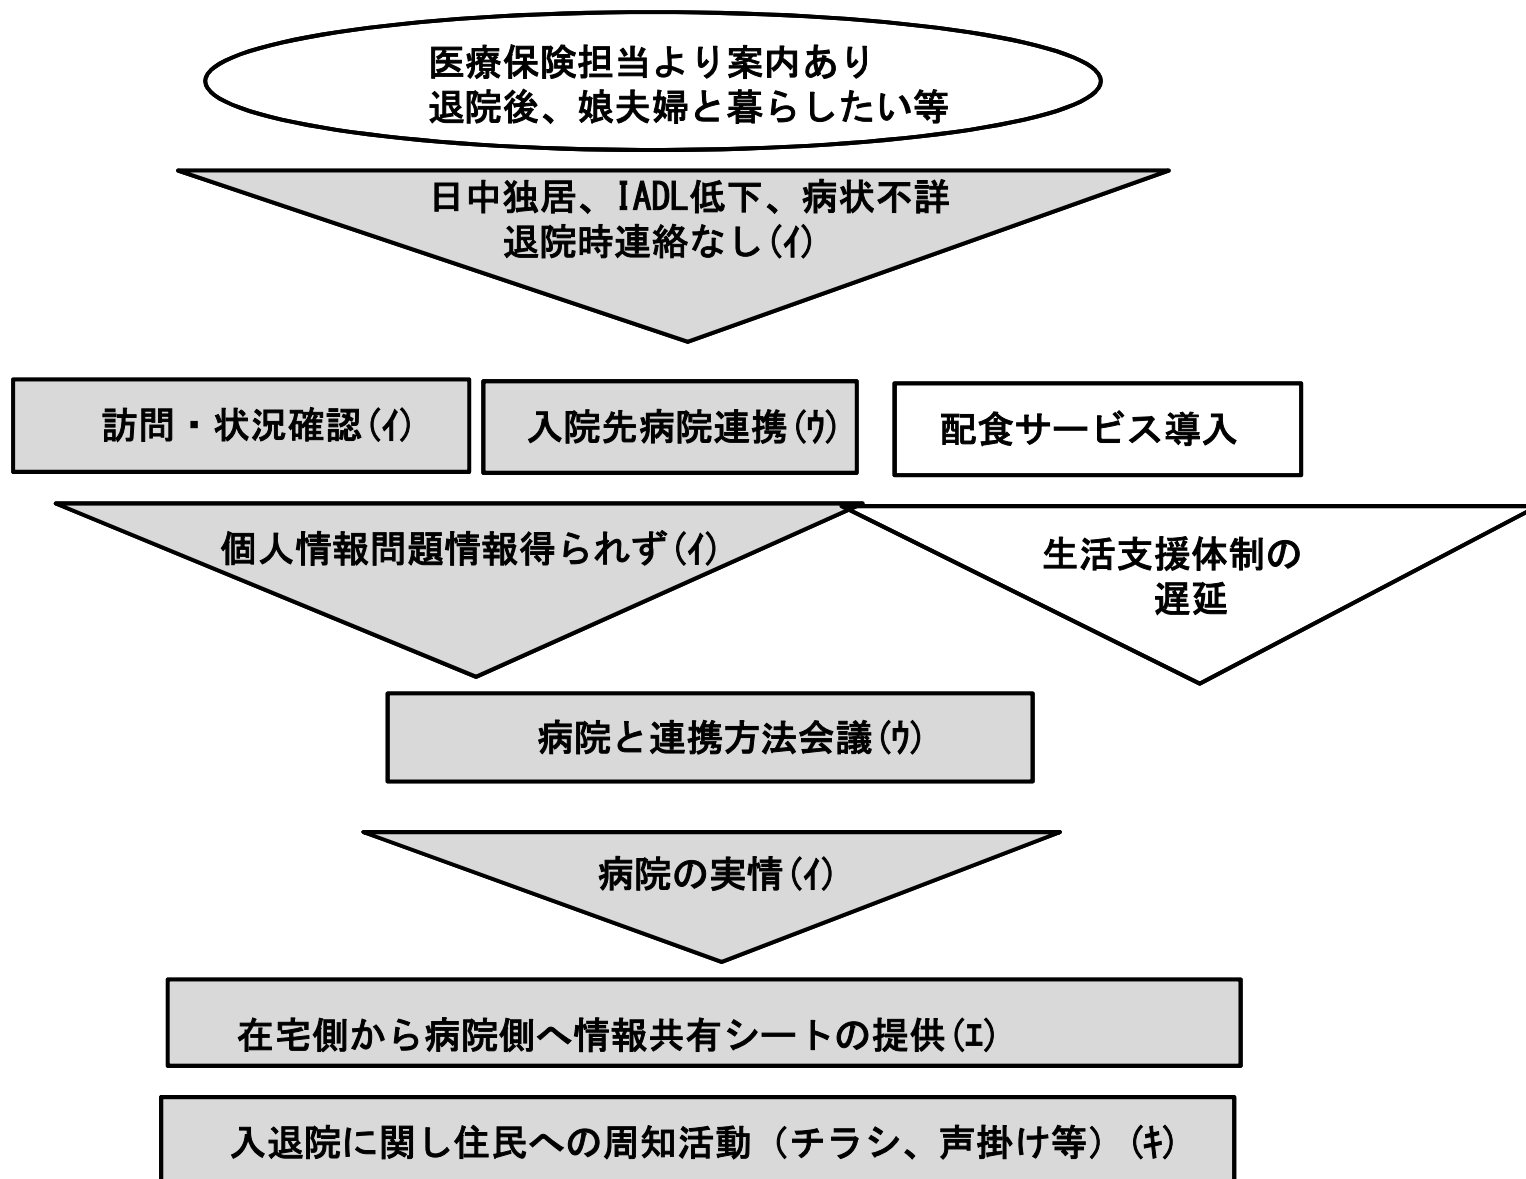 医療保険担当より案内あり
退院後、娘夫婦と暮らしたい等
日中独居、IADL低下、病状不詳
退院時連絡なし(ｲ)
訪問・状況確認(ｲ)
入院先病院連携(ｳ)
配食サービス導入
個人情報問題情報得られず(ｲ)
生活支援体制の
遅延
病院と連携方法会議(ｳ)
病院の実情(ｲ)
在宅側から病院側へ情報共有シートの提供(ｴ)
入退院に関し住民への周知活動（チラシ、声掛け等）(ｷ)